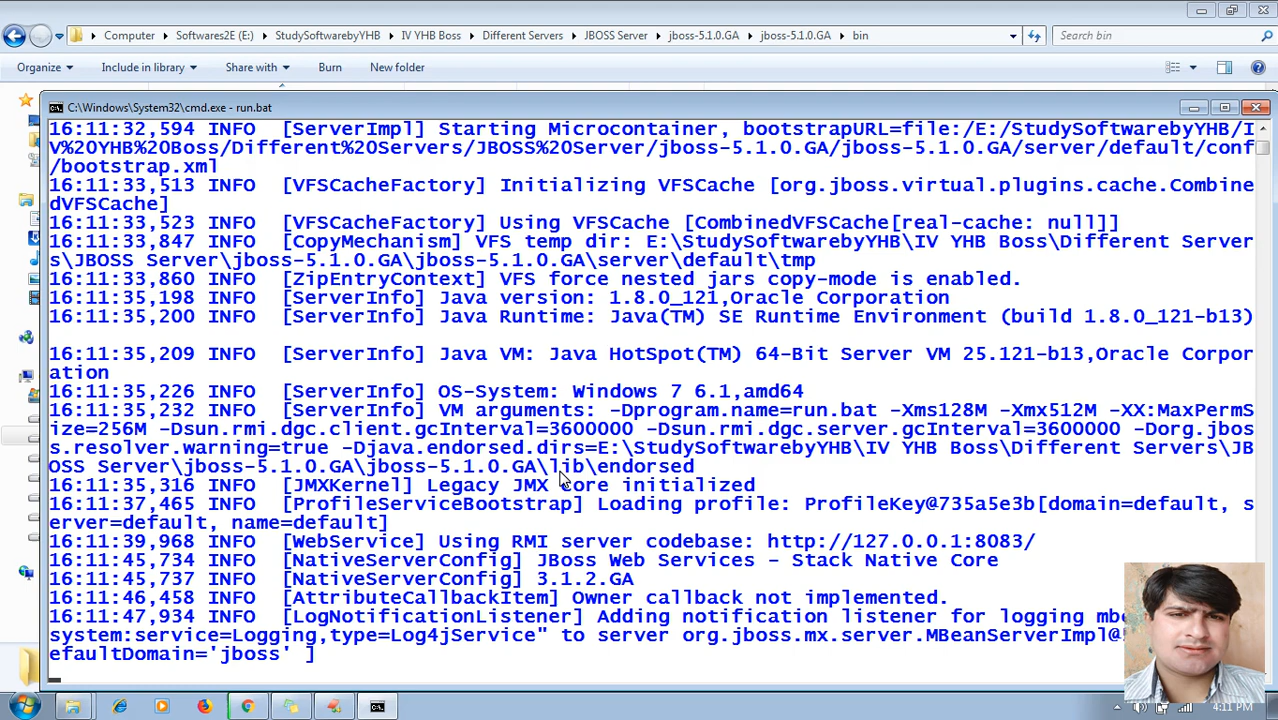 Computer ▸ Softwares2E (E:) ▸ StudySoftwarebyYHB ▸ IV YHB Boss ▸ Different Servers ▸ JBOSS Server ▸ jboss-5.1.0.GA ▸ jboss-5.1.0.GA ▸ bin
Search bin
Organize
Include in library
Share with
Burn
New folder
C:\Windows\System32\cmd.exe - run.bat
16:11:32,594 INFO  [ServerImpl] Starting Microcontainer, bootstrapURL=file:/E:/StudySoftwarebyYHB/I
V%20YHB%20Boss/Different%20Servers/JBOSS%20Server/jboss-5.1.0.GA/jboss-5.1.0.GA/server/default/conf
/bootstrap.xml
16:11:33,513 INFO  [VFSCacheFactory] Initializing VFSCache [org.jboss.virtual.plugins.cache.Combine
dVFSCache]
16:11:33,523 INFO  [VFSCacheFactory] Using VFSCache [CombinedVFSCache[real-cache: null]]
16:11:33,847 INFO  [CopyMechanism] VFS temp dir: E:\StudySoftwarebyYHB\IV YHB Boss\Different Server
s\JBOSS Server\jboss-5.1.0.GA\jboss-5.1.0.GA\server\default\tmp
16:11:33,860 INFO  [ZipEntryContext] VFS force nested jars copy-mode is enabled.
16:11:35,198 INFO  [ServerInfo] Java version: 1.8.0_121,Oracle Corporation
16:11:35,200 INFO  [ServerInfo] Java Runtime: Java(TM) SE Runtime Environment (build 1.8.0_121-b13)
16:11:35,209 INFO  [ServerInfo] Java VM: Java HotSpot(TM) 64-Bit Server VM 25.121-b13,Oracle Corpor
ation
16:11:35,226 INFO  [ServerInfo] OS-System: Windows 7 6.1,amd64
16:11:35,232 INFO  [ServerInfo] VM arguments: -Dprogram.name=run.bat -Xms128M -Xmx512M -XX:MaxPermS
ize=256M -Dsun.rmi.dgc.client.gcInterval=3600000 -Dsun.rmi.dgc.server.gcInterval=3600000 -Dorg.jbos
s.resolver.warning=true -Djava.endorsed.dirs=E:\StudySoftwarebyYHB\IV YHB Boss\Different Servers\JB
OSS Server\jboss-5.1.0.GA\jboss-5.1.0.GA\lib\endorsed
16:11:35,316 INFO  [JMXKernel] Legacy JMX core initialized
16:11:37,465 INFO  [ProfileServiceBootstrap] Loading profile: ProfileKey@735a5e3b[domain=default, s
erver=default, name=default]
16:11:39,968 INFO  [WebService] Using RMI server codebase: http://127.0.0.1:8083/
16:11:45,734 INFO  [NativeServerConfig] JBoss Web Services - Stack Native Core
16:11:45,737 INFO  [NativeServerConfig] 3.1.2.GA
16:11:46,458 INFO  [AttributeCallbackItem] Owner callback not implemented.
16:11:47,934 INFO  [LogNotificationListener] Adding notification listener for logging mbe
system:service=Logging,type=Log4jService" to server org.jboss.mx.server.MBeanServerImpl@
efaultDomain='jboss' ]
4:11 PM